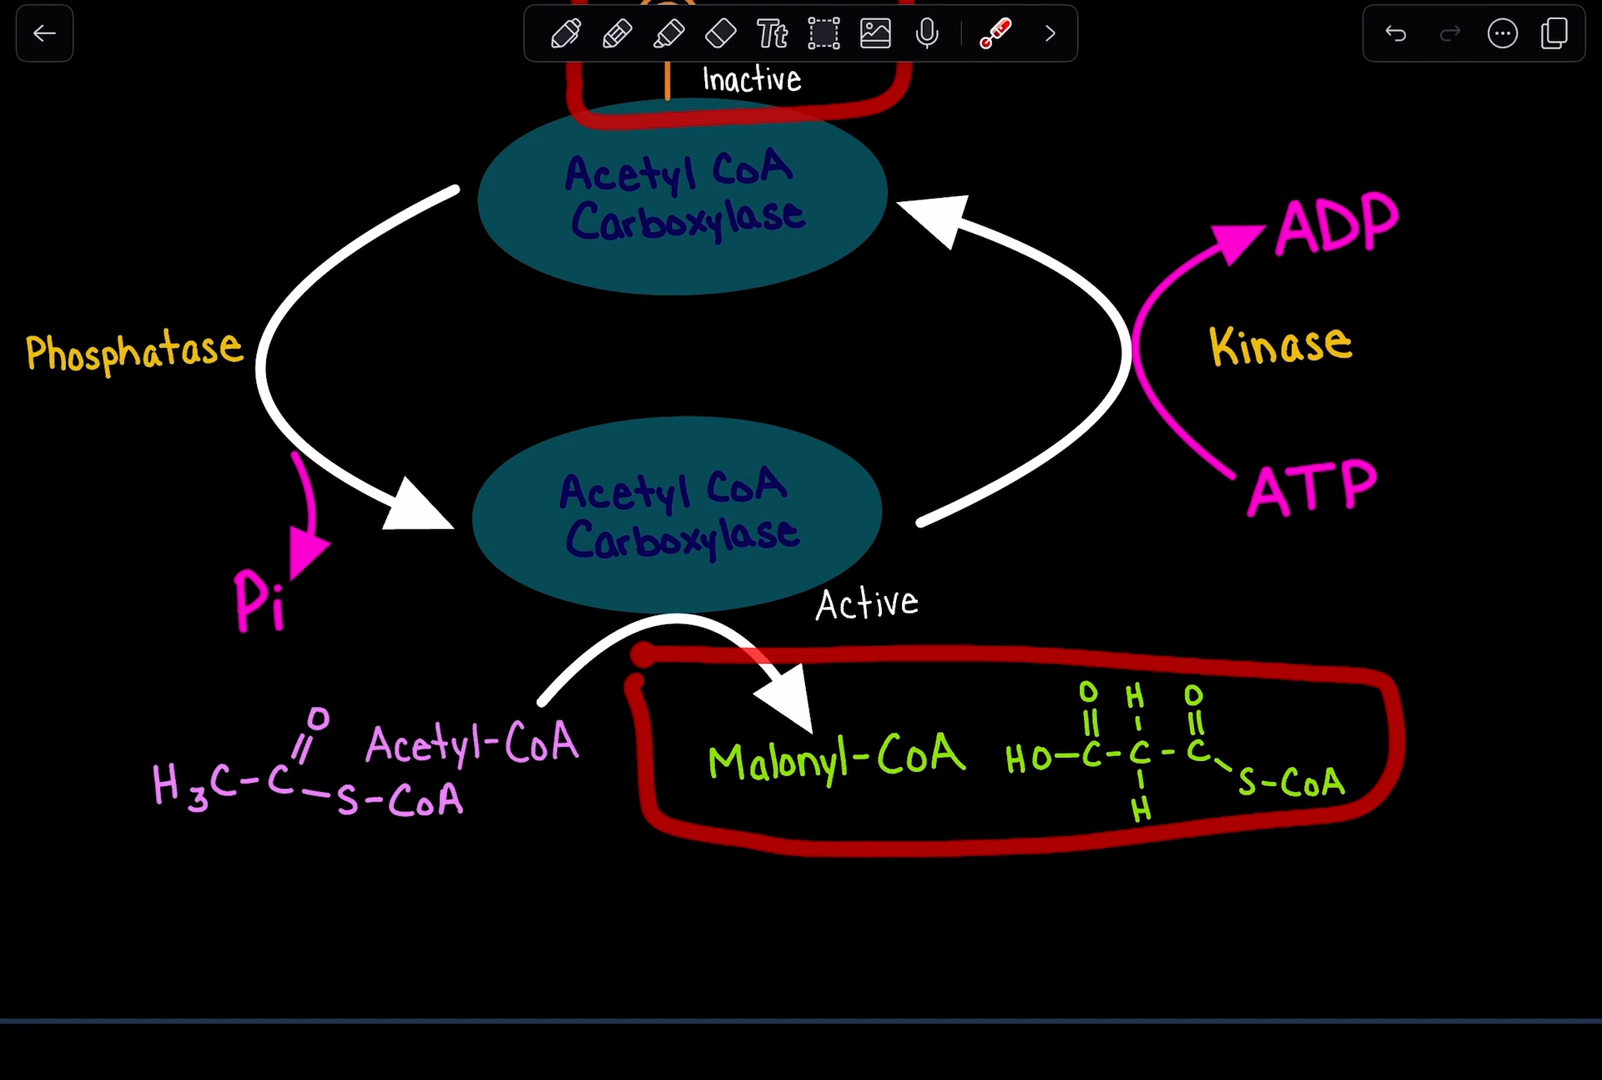 Tt
Inactive
Acetyl CoA
Carboxylase
ADP
Phosphatase
Kinase
Acetyl CoA
Carboxylase
ATP
Pi
Active
O
Acetyl-CoA
H3C-C-S-CoA
Malonyl-CoA
O H O
HO-C-C-C-S-CoA
H